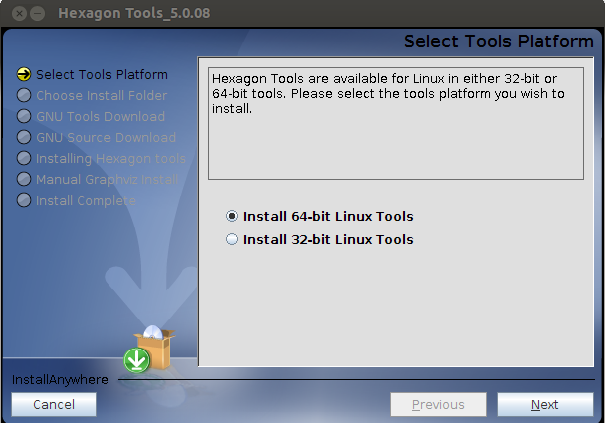 Hexagon Tools_5.0.08
Select Tools Platform
Select Tools Platform
Choose Install Folder
GNU Tools Download
GNU Source Download
Installing Hexagon tools
Manual Graphviz Install
Install Complete
Hexagon Tools are available for Linux in either 32-bit or
64-bit tools. Please select the tools platform you wish to
install.
Install 64-bit Linux Tools
Install 32-bit Linux Tools
InstallAnywhere
Cancel
Previous
Next